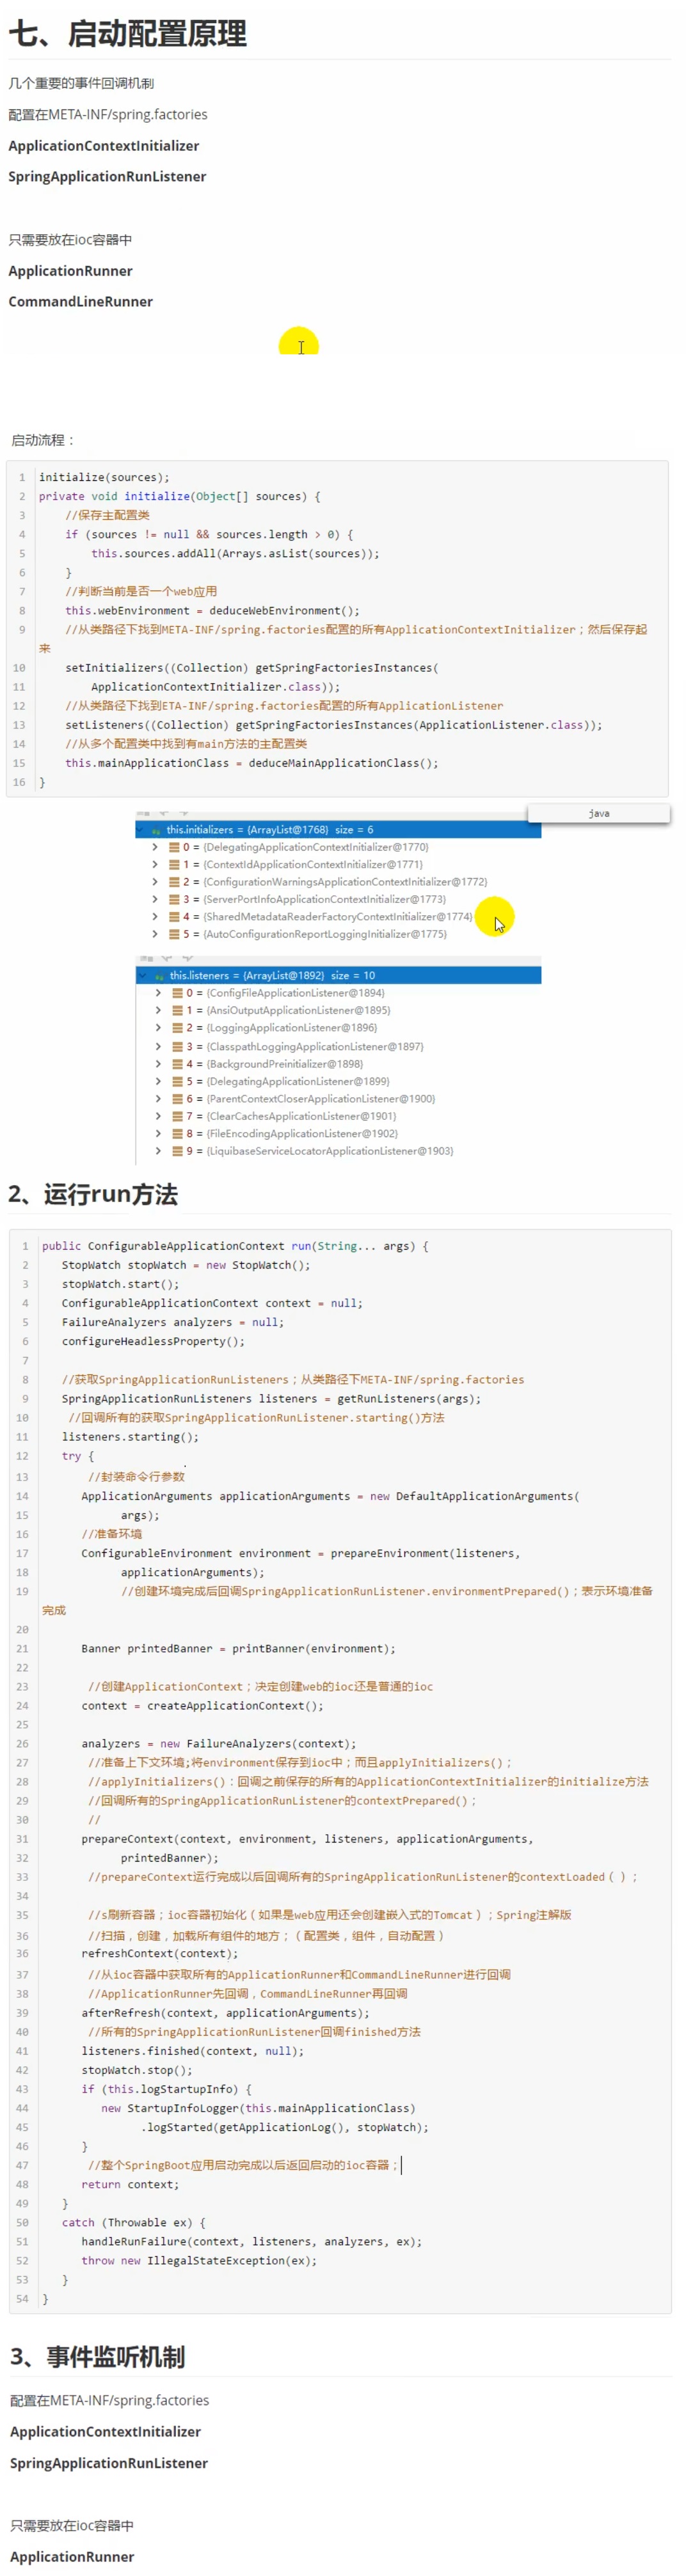 七、启动配置原理
几个重要的事件回调机制
配置在META-INF/spring.factories
ApplicationContextInitializer
SpringApplicationRunListener
只需要放在ioc容器中
ApplicationRunner
CommandLineRunner
启动流程：
1 initialize(sources);
2 private void initialize(Object[] sources) {
3 //保存主配置类
4 if (sources != null && sources.length > 0) {
5 this.sources.addAll(Arrays.asList(sources));
6 }
7 //判断当前是否一个web应用
8 this.webEnvironment = deduceWebEnvironment();
9 //从类路径下找到META-INF/spring.factories配置的所有ApplicationContextInitializer；然后保存起
来
10 setInitializers((Collection) getSpringFactoriesInstances(
11 ApplicationContextInitializer.class));
12 //从类路径下找到ETA-INF/spring.factories配置的所有ApplicationListener
13 setListeners((Collection) getSpringFactoriesInstances(ApplicationListener.class));
14 //从多个配置类中找到有main方法的主配置类
15 this.mainApplicationClass = deduceMainApplicationClass();
16 }
java
this.initializers = {ArrayList@1768} size = 6
0 = {DelegatingApplicationContextInitializer@1770}
1 = {ContextIdApplicationContextInitializer@1771}
2 = {ConfigurationWarningsApplicationContextInitializer@1772}
3 = {ServerPortInfoApplicationContextInitializer@1773}
4 = {SharedMetadataReaderFactoryContextInitializer@1774}
5 = {AutoConfigurationReportLoggingInitializer@1775}
this.listeners = {ArrayList@1892} size = 10
0 = {ConfigFileApplicationListener@1894}
1 = {AnsiOutputApplicationListener@1895}
2 = {LoggingApplicationListener@1896}
3 = {ClasspathLoggingApplicationListener@1897}
4 = {BackgroundPreinitializer@1898}
5 = {DelegatingApplicationListener@1899}
6 = {ParentContextCloserApplicationListener@1900}
7 = {ClearCachesApplicationListener@1901}
8 = {FileEncodingApplicationListener@1902}
9 = {LiquibaseServiceLocatorApplicationListener@1903}
2、运行run方法
1 public ConfigurableApplicationContext run(String... args) {
2 StopWatch stopWatch = new StopWatch();
3 stopWatch.start();
4 ConfigurableApplicationContext context = null;
5 FailureAnalyzers analyzers = null;
6 configureHeadlessProperty();
7
8 //获取SpringApplicationRunListeners；从类路径下META-INF/spring.factories
9 SpringApplicationRunListeners listeners = getRunListeners(args);
10 //回调所有的获取SpringApplicationRunListener.starting()方法
11 listeners.starting();
12 try {
13 //封装命令行参数
14 ApplicationArguments applicationArguments = new DefaultApplicationArguments(
15 args);
16 //准备环境
17 ConfigurableEnvironment environment = prepareEnvironment(listeners,
18 applicationArguments);
19 //创建环境完成后回调SpringApplicationRunListener.environmentPrepared()；表示环境准备
完成
20
21 Banner printedBanner = printBanner(environment);
22
23 //创建ApplicationContext；决定创建web的ioc还是普通的ioc
24 context = createApplicationContext();
25
26 analyzers = new FailureAnalyzers(context);
27 //准备上下文环境;将environment保存到ioc中；而且applyInitializers()；
28 //applyInitializers()：回调之前保存的所有的ApplicationContextInitializer的initialize方法
29 //回调所有的SpringApplicationRunListener的contextPrepared()；
30 //
31 prepareContext(context, environment, listeners, applicationArguments,
32 printedBanner);
33 //prepareContext运行完成以后回调所有的SpringApplicationRunListener的contextLoaded（）；
34
35 //s刷新容器；ioc容器初始化（如果是web应用还会创建嵌入式的Tomcat）；Spring注解版
36 //扫描，创建，加载所有组件的地方；（配置类，组件，自动配置）
36 refreshContext(context);
37 //从ioc容器中获取所有的ApplicationRunner和CommandLineRunner进行回调
38 //ApplicationRunner先回调，CommandLineRunner再回调
39 afterRefresh(context, applicationArguments);
40 //所有的SpringApplicationRunListener回调finished方法
41 listeners.finished(context, null);
42 stopWatch.stop();
43 if (this.logStartupInfo) {
44 new StartupInfoLogger(this.mainApplicationClass)
45 .logStarted(getApplicationLog(), stopWatch);
46 }
47 //整个SpringBoot应用启动完成以后返回启动的ioc容器；
48 return context;
49 }
50 catch (Throwable ex) {
51 handleRunFailure(context, listeners, analyzers, ex);
52 throw new IllegalStateException(ex);
53 }
54 }
3、事件监听机制
配置在META-INF/spring.factories
ApplicationContextInitializer
SpringApplicationRunListener
只需要放在ioc容器中
ApplicationRunner